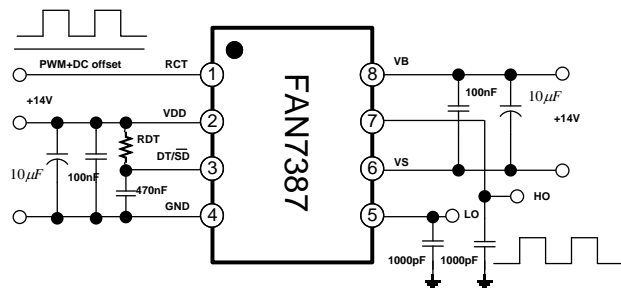 PWM+DC offset
RCT
1
+14V
VDD
2
RDT
DT/SD
3
10μF
100nF
470nF
GND
4
FAN7387
8
VB
100nF
10μF
+14V
7
6
VS
HO
5
LO
1000pF
1000pF